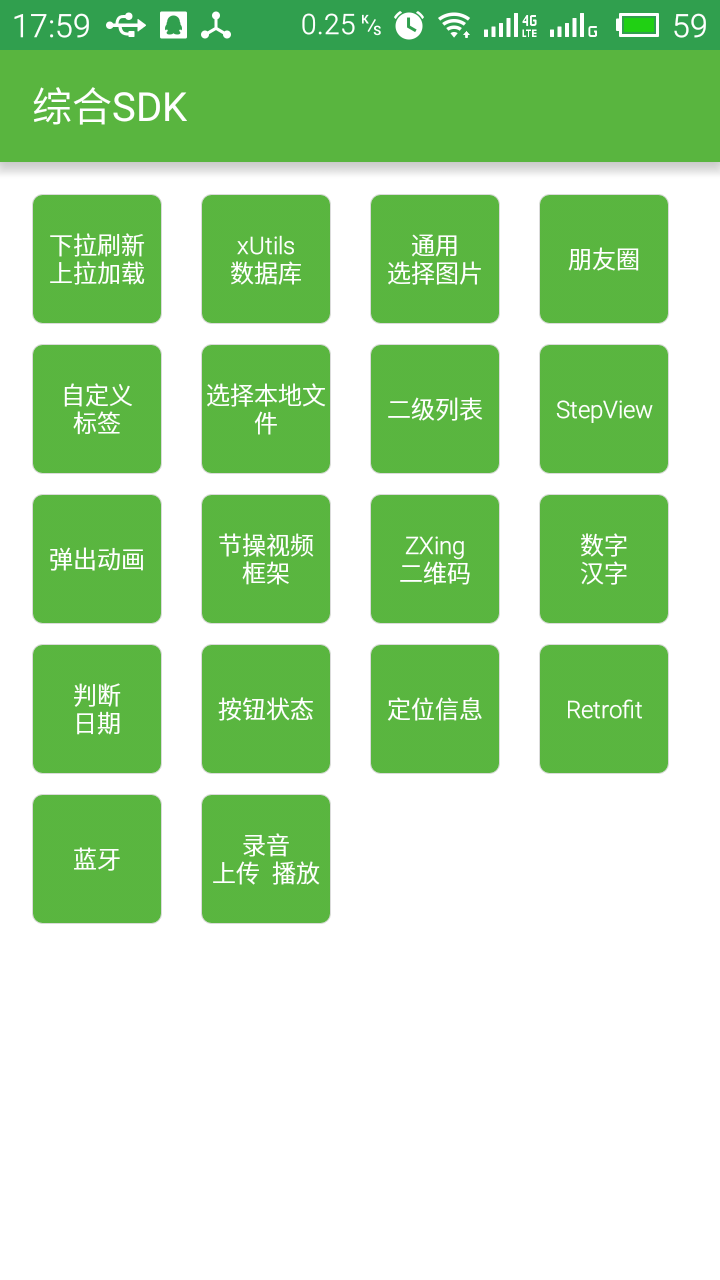 17:59 0.25 K/s 4G LTE G 59
综合SDK
下拉刷新
上拉加载
xUtils
数据库
通用
选择图片
朋友圈
自定义
标签
选择本地文
件
二级列表
StepView
弹出动画
节操视频
框架
ZXing
二维码
数字
汉字
判断
日期
按钮状态
定位信息
Retrofit
蓝牙
录音
上传 播放